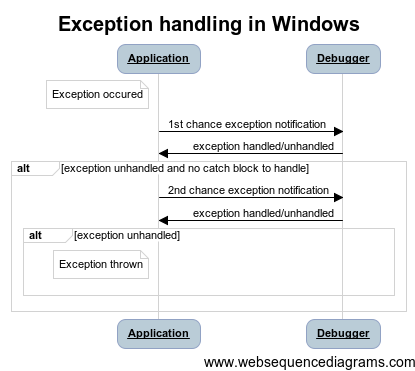 Exception handling in Windows
Application
Debugger
Exception occured
1st chance exception notification
exception handled/unhandled
alt
[exception unhandled and no catch block to handle]
2nd chance exception notification
exception handled/unhandled
alt
[exception unhandled]
Exception thrown
Application
Debugger
www.websequencediagrams.com